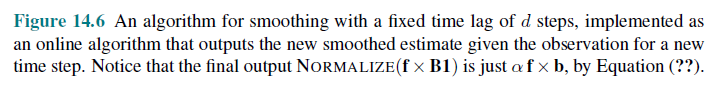 Figure 14.6 An algorithm for smoothing with a fixed time lag of d steps, implemented as
an online algorithm that outputs the new smoothed estimate given the observation for a new
time step. Notice that the final output NORMALIZE(f × B1) is just α f × b, by Equation (??).